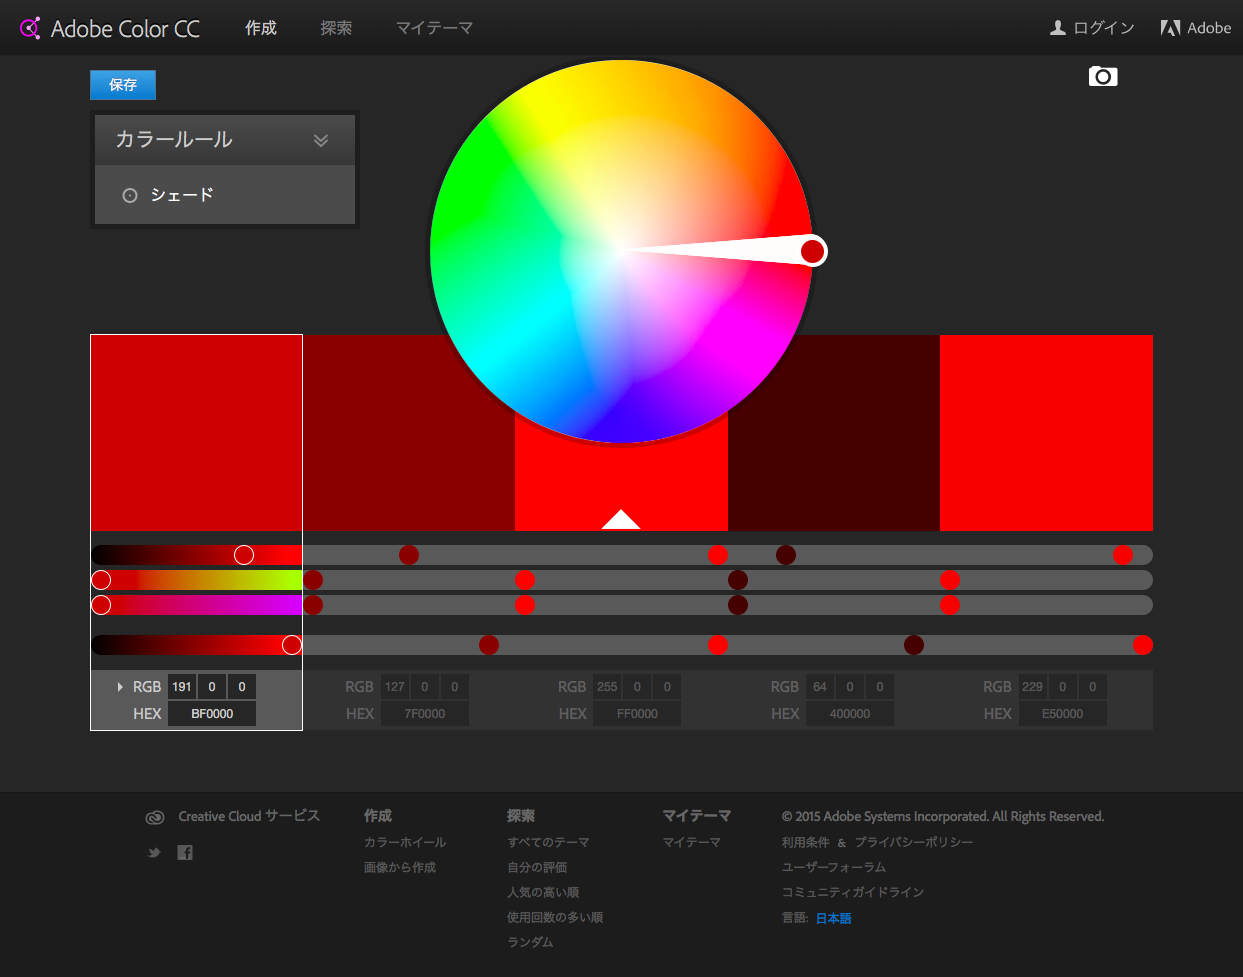 Adobe Color CC 作成 探索 マイテーマ ログイン Adobe
保存
カラールール
シェード
RGB 191 0 0 RGB 127 0 0 RGB 255 0 0 RGB 64 0 0 RGB 229 0 0
HEX BF0000 HEX 7F0000 HEX FF0000 HEX 400000 HEX E50000
Creative Cloud サービス
作成
カラーホイール
画像から作成
探索
すべてのテーマ
自分の評価
人気の高い順
使用回数の多い順
ランダム
マイテーマ
マイテーマ
© 2015 Adobe Systems Incorporated. All Rights Reserved.
利用条件 & プライバシーポリシー
ユーザーフォーラム
コミュニティガイドライン
言語: 日本語